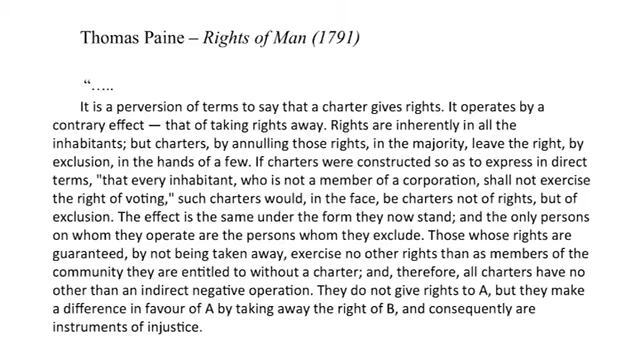 Thomas Paine – Rights of Man (1791)
“…..
It is a perversion of terms to say that a charter gives rights. It operates by a
contrary effect — that of taking rights away. Rights are inherently in all the
inhabitants; but charters, by annulling those rights, in the majority, leave the right, by
exclusion, in the hands of a few. If charters were constructed so as to express in direct
terms, "that every inhabitant, who is not a member of a corporation, shall not exercise
the right of voting," such charters would, in the face, be charters not of rights, but of
exclusion. The effect is the same under the form they now stand; and the only persons
on whom they operate are the persons whom they exclude. Those whose rights are
guaranteed, by not being taken away, exercise no other rights than as members of the
community they are entitled to without a charter; and, therefore, all charters have no
other than an indirect negative operation. They do not give rights to A, but they make
a difference in favour of A by taking away the right of B, and consequently are
instruments of injustice.